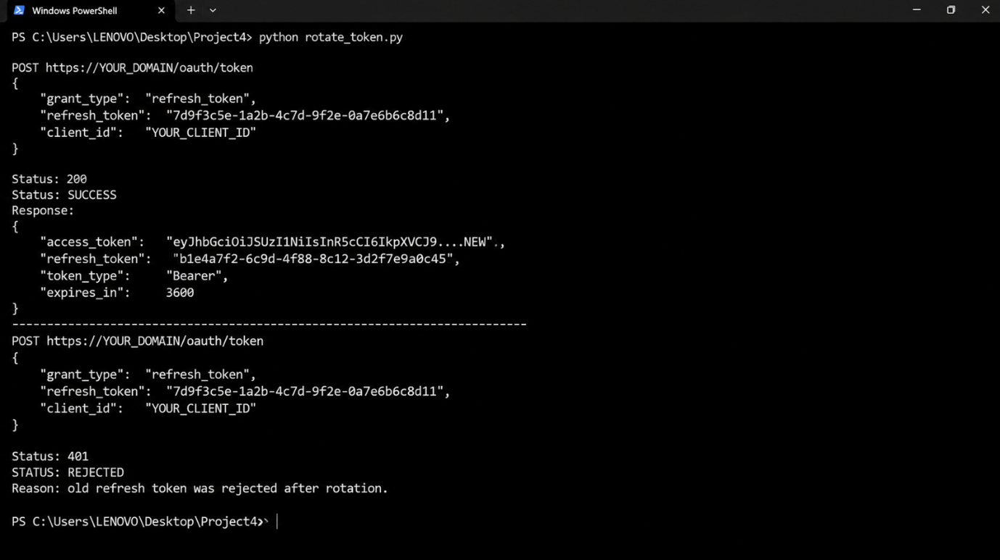 Windows PowerShell
PS C:\Users\LENOVO\Desktop\Project4> python rotate_token.py
POST https://YOUR_DOMAIN/oauth/token
{
    "grant_type":  "refresh_token",
    "refresh_token":  "7d9f3c5e-1a2b-4c7d-9f2e-0a7e6b6c8d11",
    "client_id":   "YOUR_CLIENT_ID"
}
Status: 200
Status: SUCCESS
Response:
{
    "access_token":   "eyJhbGciOiJSUzI1NiIsInR5cCI6IkpXVCJ9....NEW".,
    "refresh_token":   "b1e4a7f2-6c9d-4f88-8c12-3d2f7e9a0c45",
    "token_type":     "Bearer",
    "expires_in":     3600
}
--------------------------------------------------------------------------
POST https://YOUR_DOMAIN/oauth/token
{
    "grant_type":  "refresh_token",
    "refresh_token":  "7d9f3c5e-1a2b-4c7d-9f2e-0a7e6b6c8d11",
    "client_id":   "YOUR_CLIENT_ID"
}
Status: 401
STATUS: REJECTED
Reason: old refresh token was rejected after rotation.
PS C:\Users\LENOVO\Desktop\Project4>